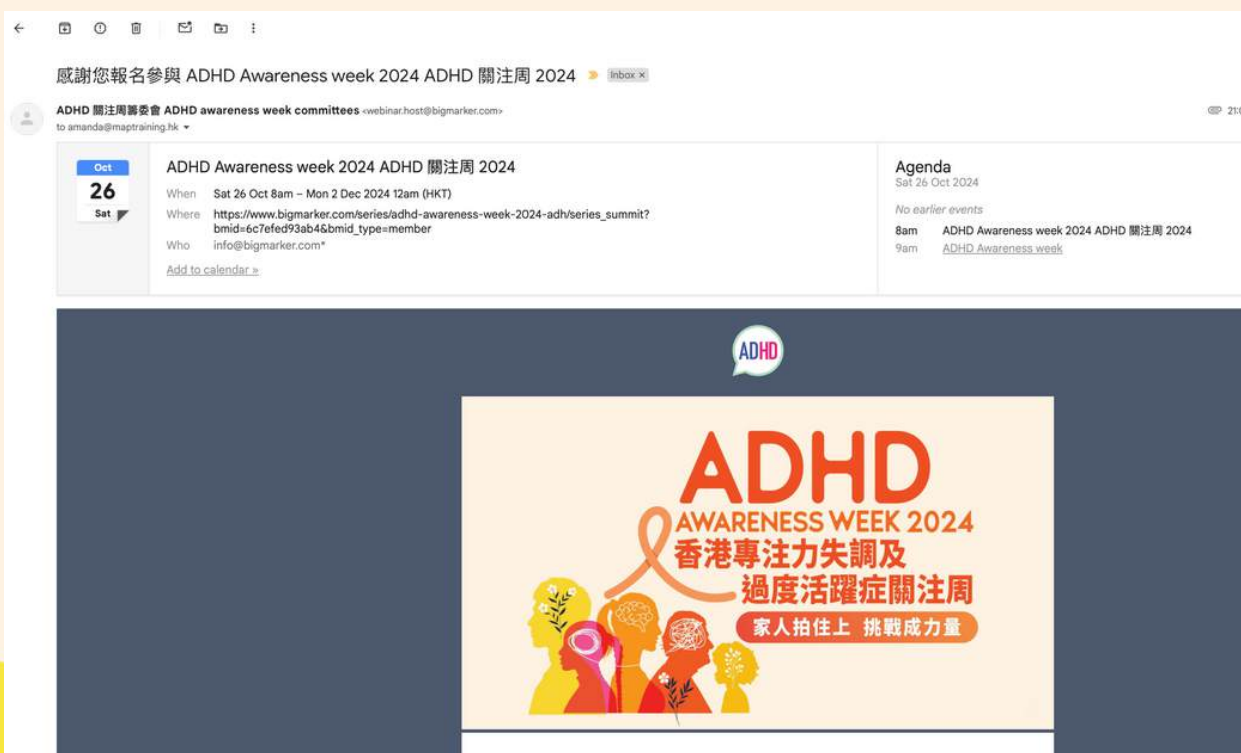 感謝您報名參與 ADHD Awareness week 2024 ADHD 關注周 2024
Inbox ×
ADHD 關注周籌委會 ADHD awareness week committees <webinar.host@bigmarker.com>
to amanda@maptraining.hk
Oct
26
Sat
ADHD Awareness week 2024 ADHD 關注周 2024
When Sat 26 Oct 8am – Mon 2 Dec 2024 12am (HKT)
Where https://www.bigmarker.com/series/adhd-awareness-week-2024-adh/series_summit?
bmid=6c7efed93ab4&bmid_type=member
Who info@bigmarker.com*
Add to calendar »
Agenda
Sat 26 Oct 2024
No earlier events
8am ADHD Awareness week 2024 ADHD 關注周 2024
9am ADHD Awareness week
ADHD
ADHD
AWARENESS WEEK 2024
香港專注力失調及
過度活躍症關注周
家人拍住上 挑戰成力量